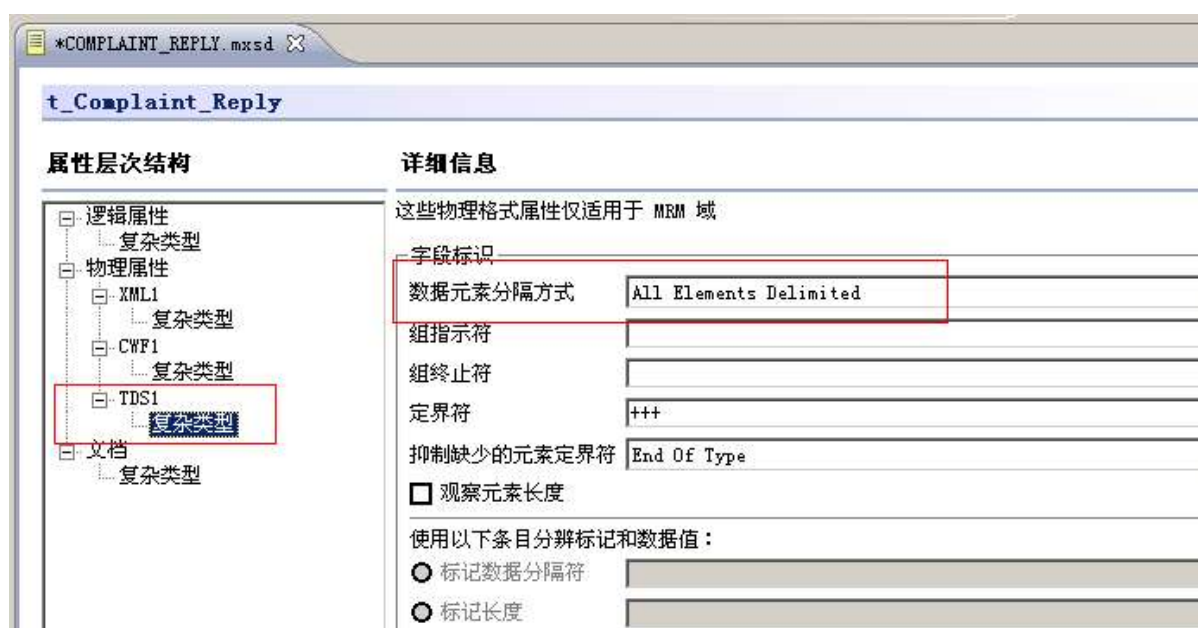 *COMPLAINT_REPLY.mxsd
t_Complaint_Reply
属性层次结构
逻辑属性
复杂类型
物理属性
XML1
复杂类型
CWF1
复杂类型
TDS1
复杂类型
文档
复杂类型
详细信息
这些物理格式属性仅适用于 MRM 域
字段标识
数据元素分隔方式 All Elements Delimited
组指示符
组终止符
定界符 +++
抑制缺少的元素定界符 End Of Type
观察元素长度
使用以下条目分辨标记和数据值：
标记数据分隔符
标记长度